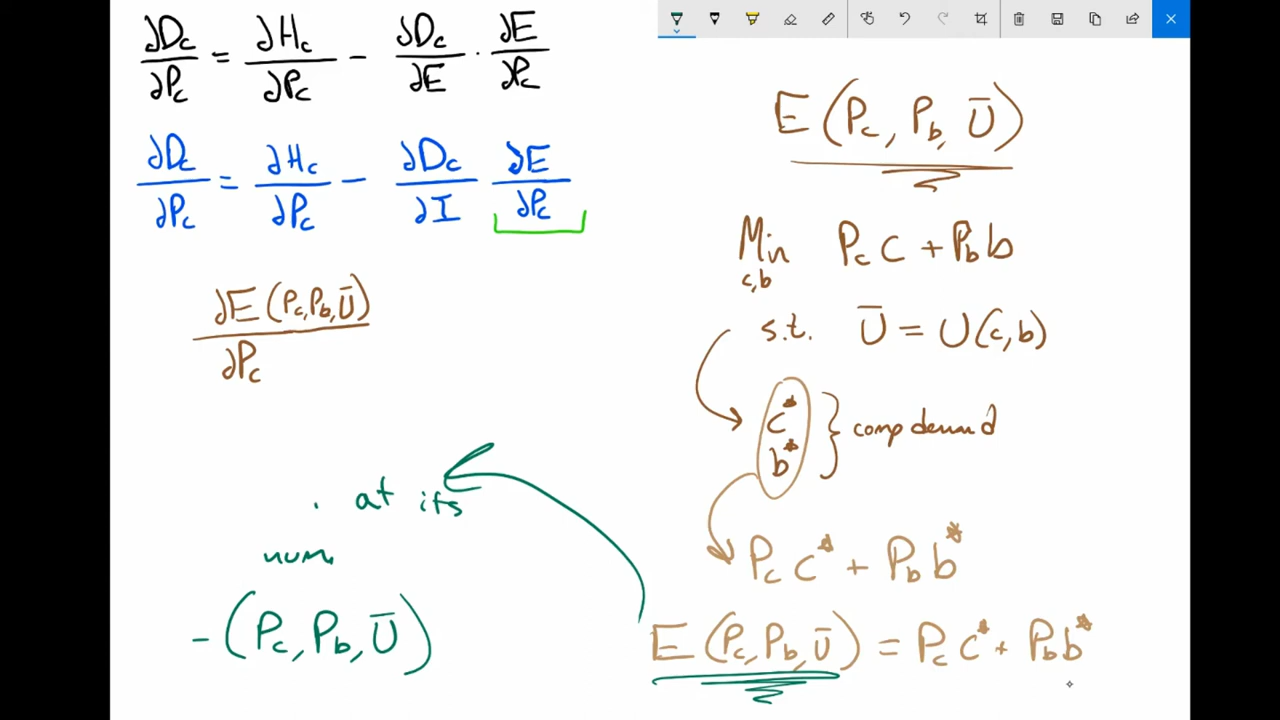 ∂Dc/∂Pc = ∂Hc/∂Pc − ∂Dc/∂E · ∂E/∂Pc
∂Dc/∂Pc = ∂Hc/∂Pc − ∂Dc/∂I ∂E/∂Pc
∂E(Pc,Pb,Ū)/∂Pc
. at its
num
-(Pc, Pb, Ū)
E(Pc, Pb, Ū)
Min Pc c + Pb b
c,b
s.t. Ū = U(c,b)
c*
b*
} comp demand
Pc c* + Pb b*
E(Pc, Pb, Ū) = Pc c* + Pb b*